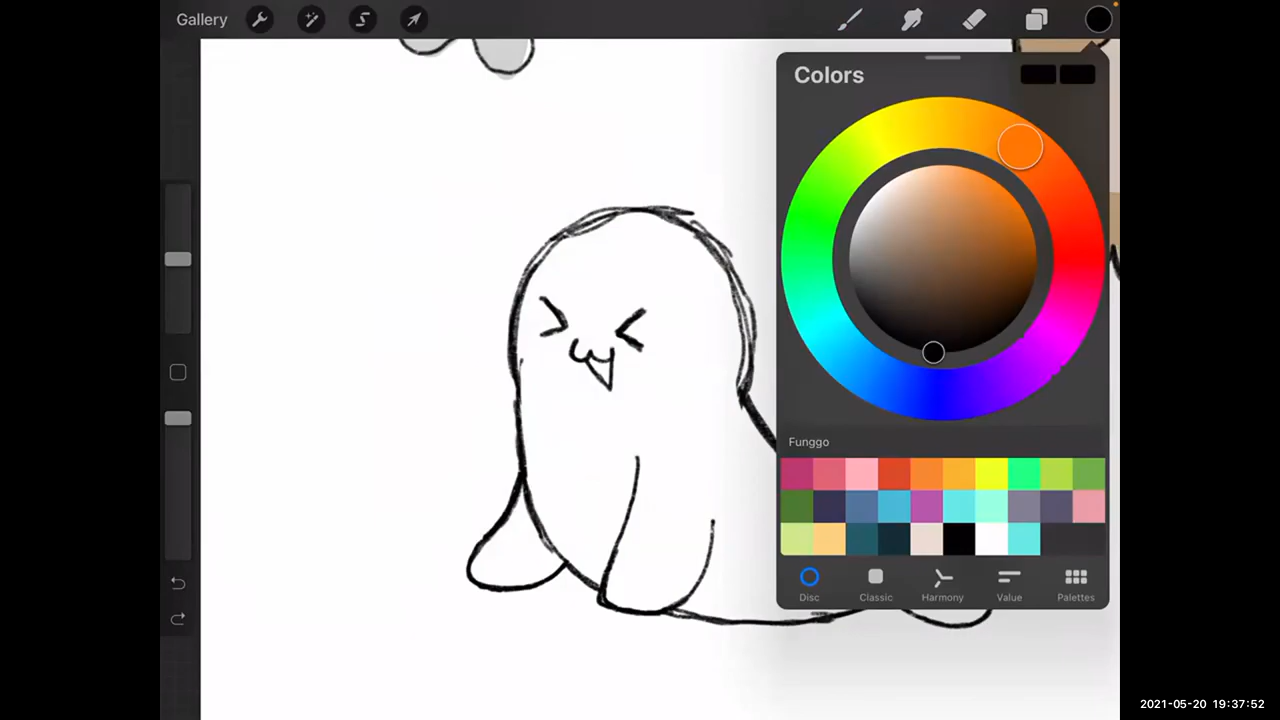 Gallery
Colors
Funggo
Disc
Classic
Harmony
Value
Palettes
2021-05-20 19:37:52